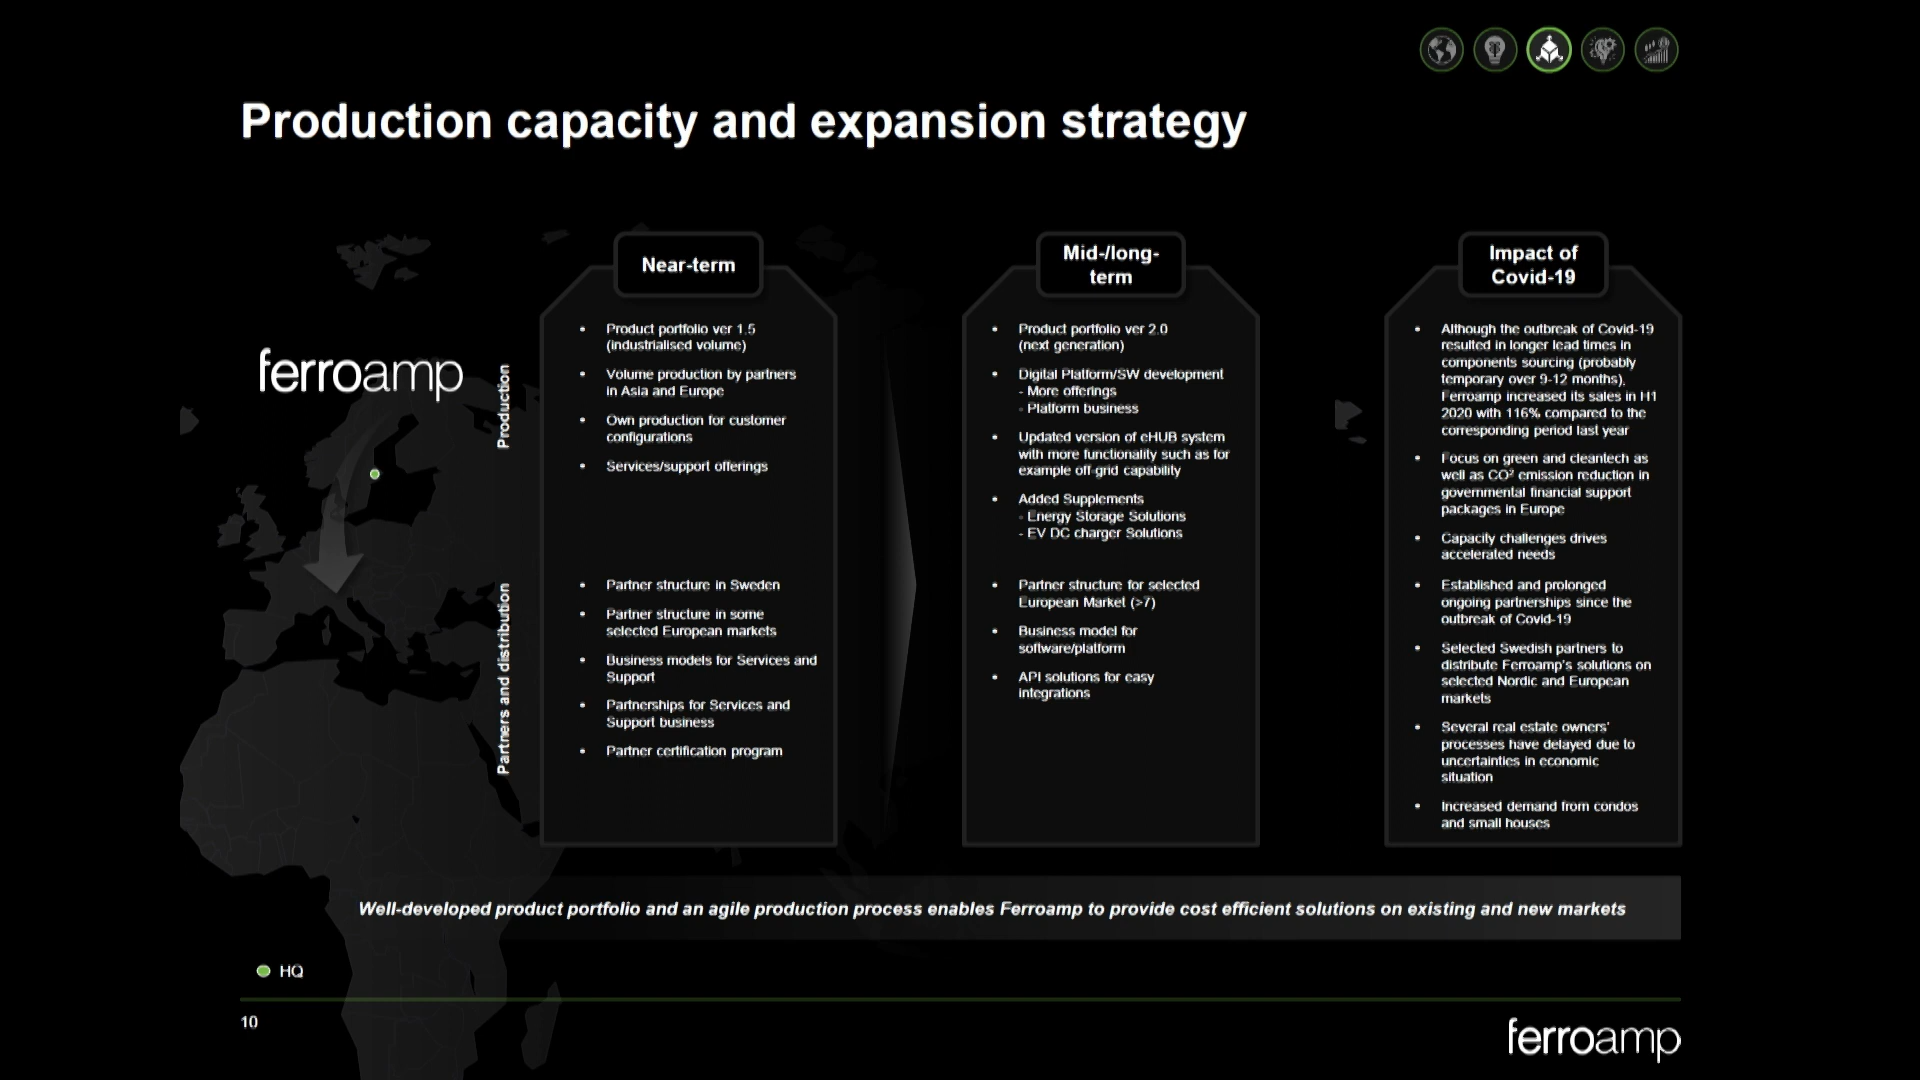 Production capacity and expansion strategy
ferroamp
Production
Partners and distribution
Near-term
• Product portfolio ver 1.5
(industrialised volume)
• Volume production by partners
in Asia and Europe
• Own production for customer
configurations
• Services/support offerings
• Partner structure in Sweden
• Partner structure in some
selected European markets
• Business models for Services and
Support
• Partnerships for Services and
Support business
• Partner certification program
Mid-/long-
term
• Product portfolio ver 2.0
(next generation)
• Digital Platform/SW development
- More offerings
- Platform business
• Updated version of eHUB system
with more functionality such as for
example off-grid capability
• Added Supplements
- Energy Storage Solutions
- EV DC charger Solutions
• Partner structure for selected
European Market (>7)
• Business model for
software/platform
• API solutions for easy
integrations
Impact of
Covid-19
• Although the outbreak of Covid-19
resulted in longer lead times in
components sourcing (probably
temporary over 9-12 months),
Ferroamp increased its sales in H1
2020 with 116% compared to the
corresponding period last year
• Focus on green and cleantech as
well as CO² emission reduction in
governmental financial support
packages in Europe
• Capacity challenges drives
accelerated needs
• Established and prolonged
ongoing partnerships since the
outbreak of Covid-19
• Selected Swedish partners to
distribute Ferroamp's solutions on
selected Nordic and European
markets
• Several real estate owners'
processes have delayed due to
uncertainties in economic
situation
• Increased demand from condos
and small houses
Well-developed product portfolio and an agile production process enables Ferroamp to provide cost efficient solutions on existing and new markets
HQ
10
ferroamp